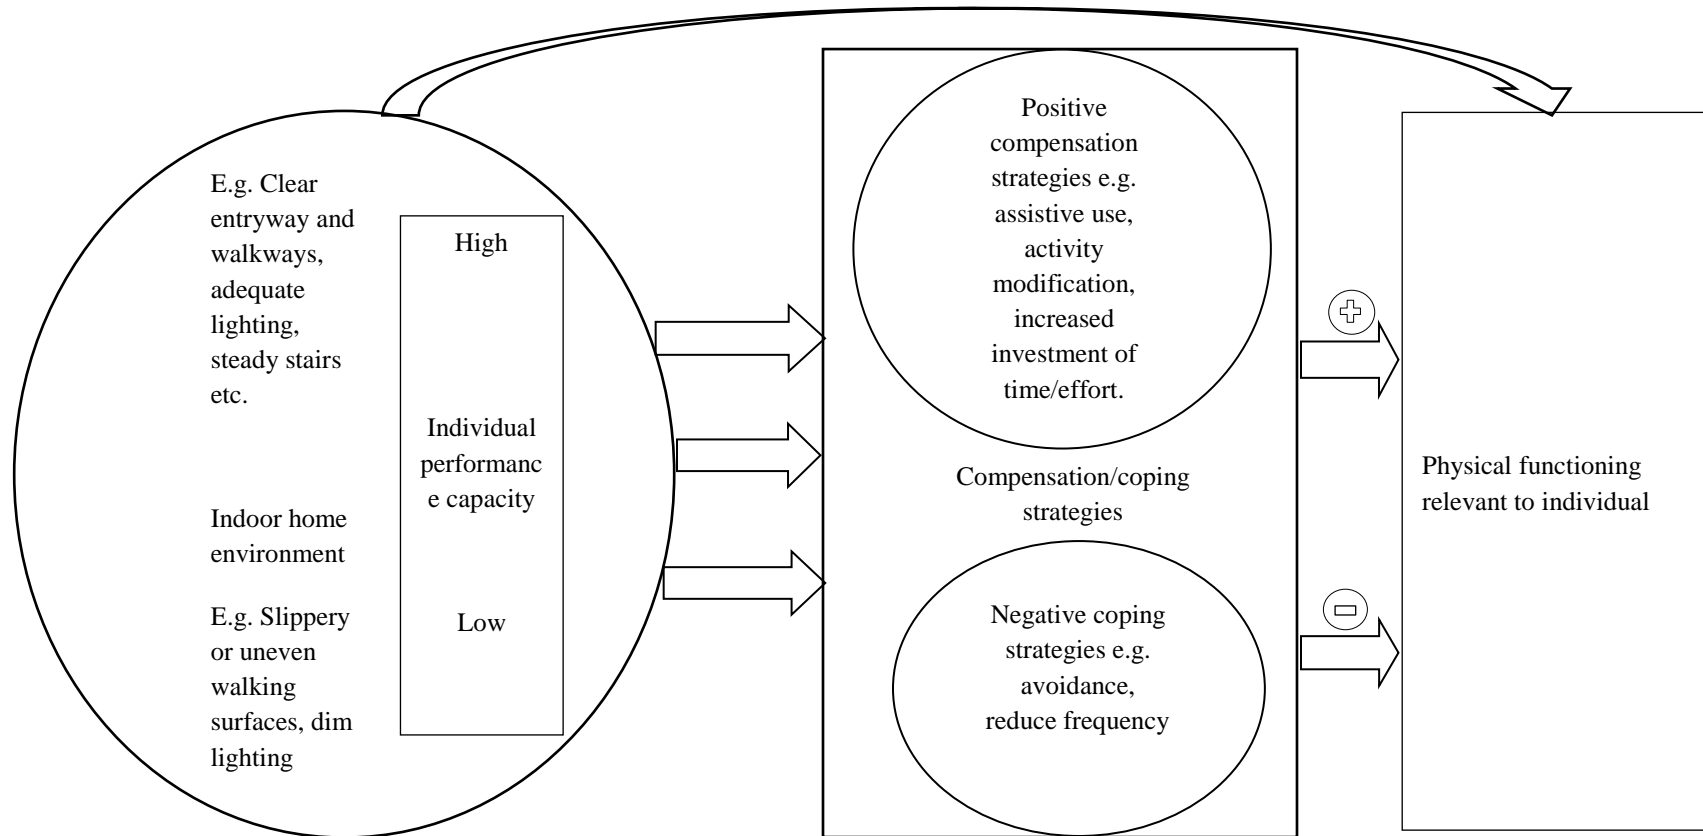 E.g. Clear
entryway and
walkways,
adequate
lighting,
steady stairs
etc.
Indoor home
environment
E.g. Slippery
or uneven
walking
surfaces, dim
lighting
High
Individual
performanc
e capacity
Low
Positive
compensation
strategies e.g.
assistive use,
activity
modification,
increased
investment of
time/effort.
Compensation/coping
strategies
Negative coping
strategies e.g.
avoidance,
reduce frequency
Physical functioning
relevant to individual